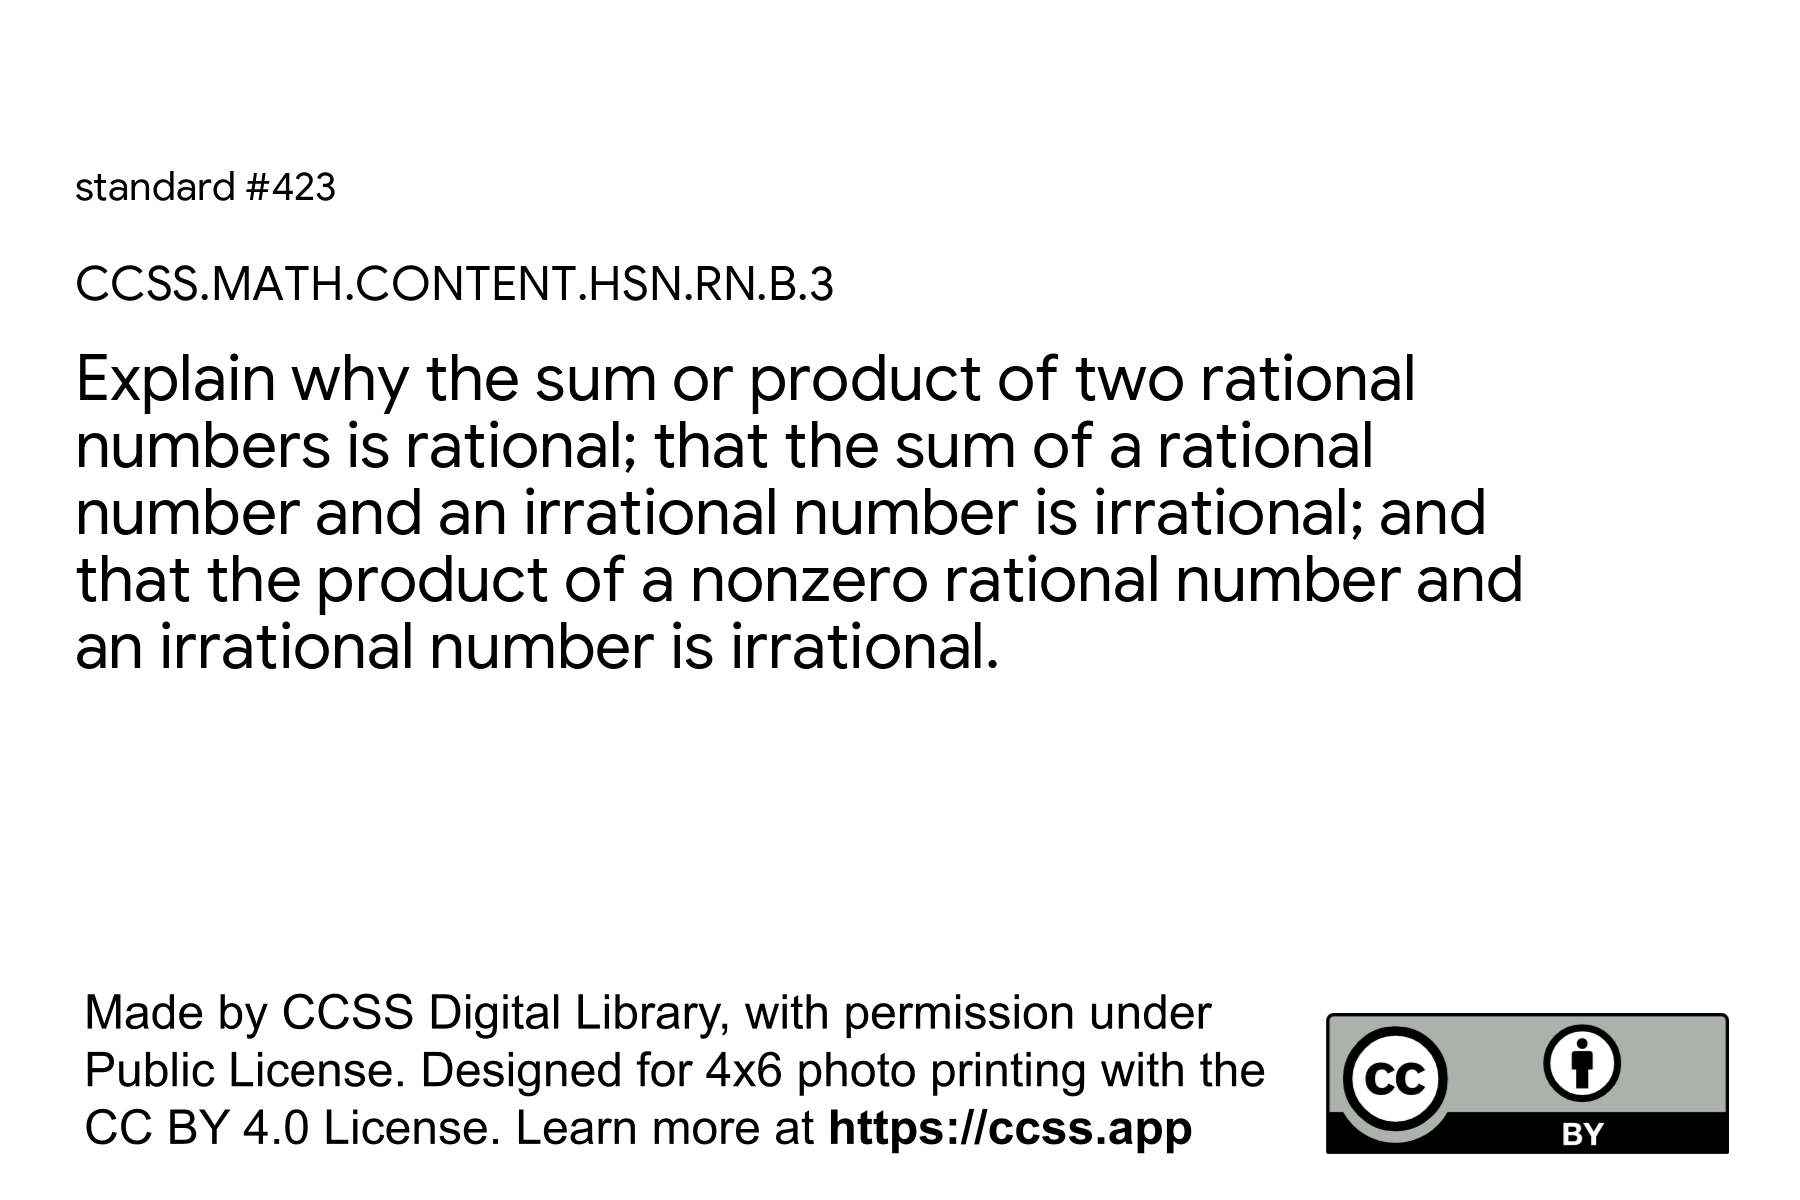 standard #423
CCSS.MATH.CONTENT.HSN.RN.B.3
Explain why the sum or product of two rational
numbers is rational; that the sum of a rational
number and an irrational number is irrational; and
that the product of a nonzero rational number and
an irrational number is irrational.
Made by CCSS Digital Library, with permission under
Public License. Designed for 4x6 photo printing with the
CC BY 4.0 License. Learn more at https://ccss.app
CC
BY